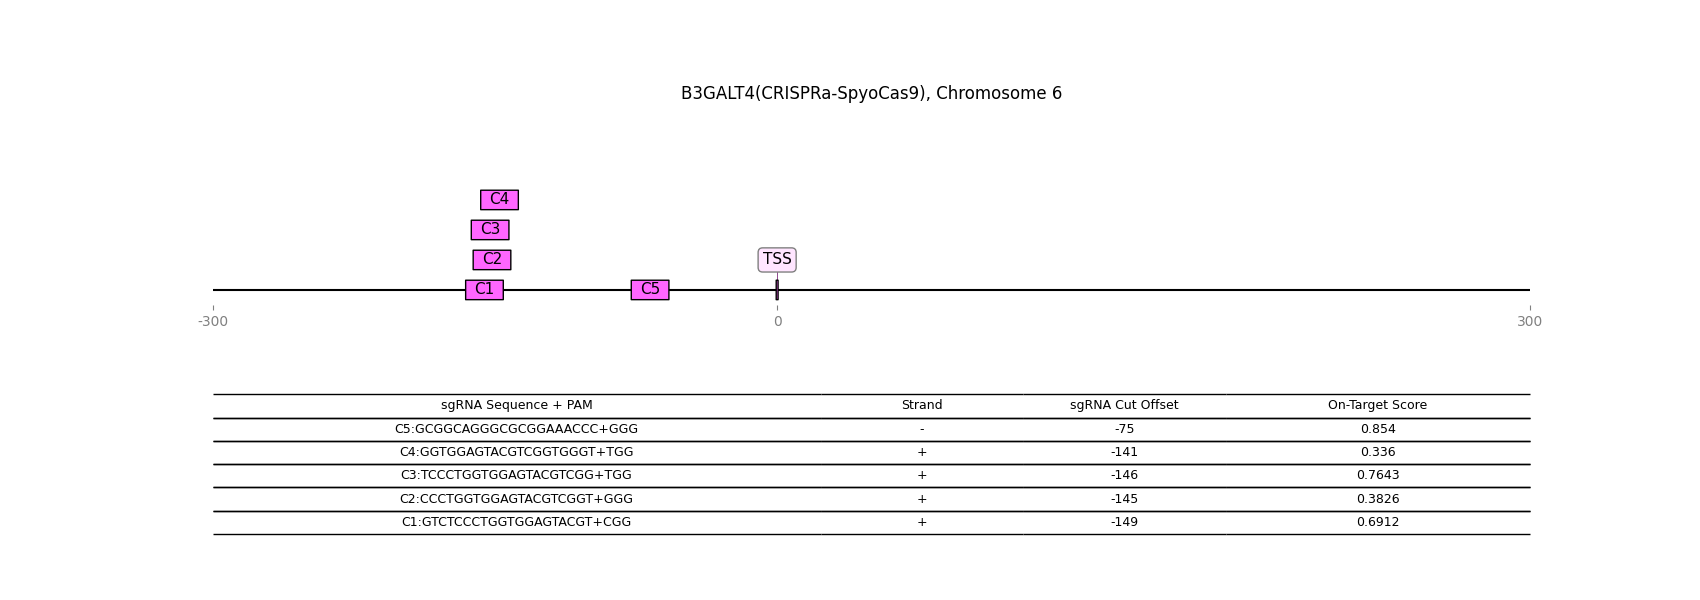 B3GALT4(CRISPRa-SpyoCas9), Chromosome 6
C4
C3
C2
TSS
C1
C5
-300
0
300
sgRNA Sequence + PAM Strand sgRNA Cut Offset On-Target Score
C5:GCGGCAGGGCGCGGAAACCC+GGG - -75 0.854
C4:GGTGGAGTACGTCGGTGGGT+TGG + -141 0.336
C3:TCCCTGGTGGAGTACGTCGG+TGG + -146 0.7643
C2:CCCTGGTGGAGTACGTCGGT+GGG + -145 0.3826
C1:GTCTCCCTGGTGGAGTACGT+CGG + -149 0.6912